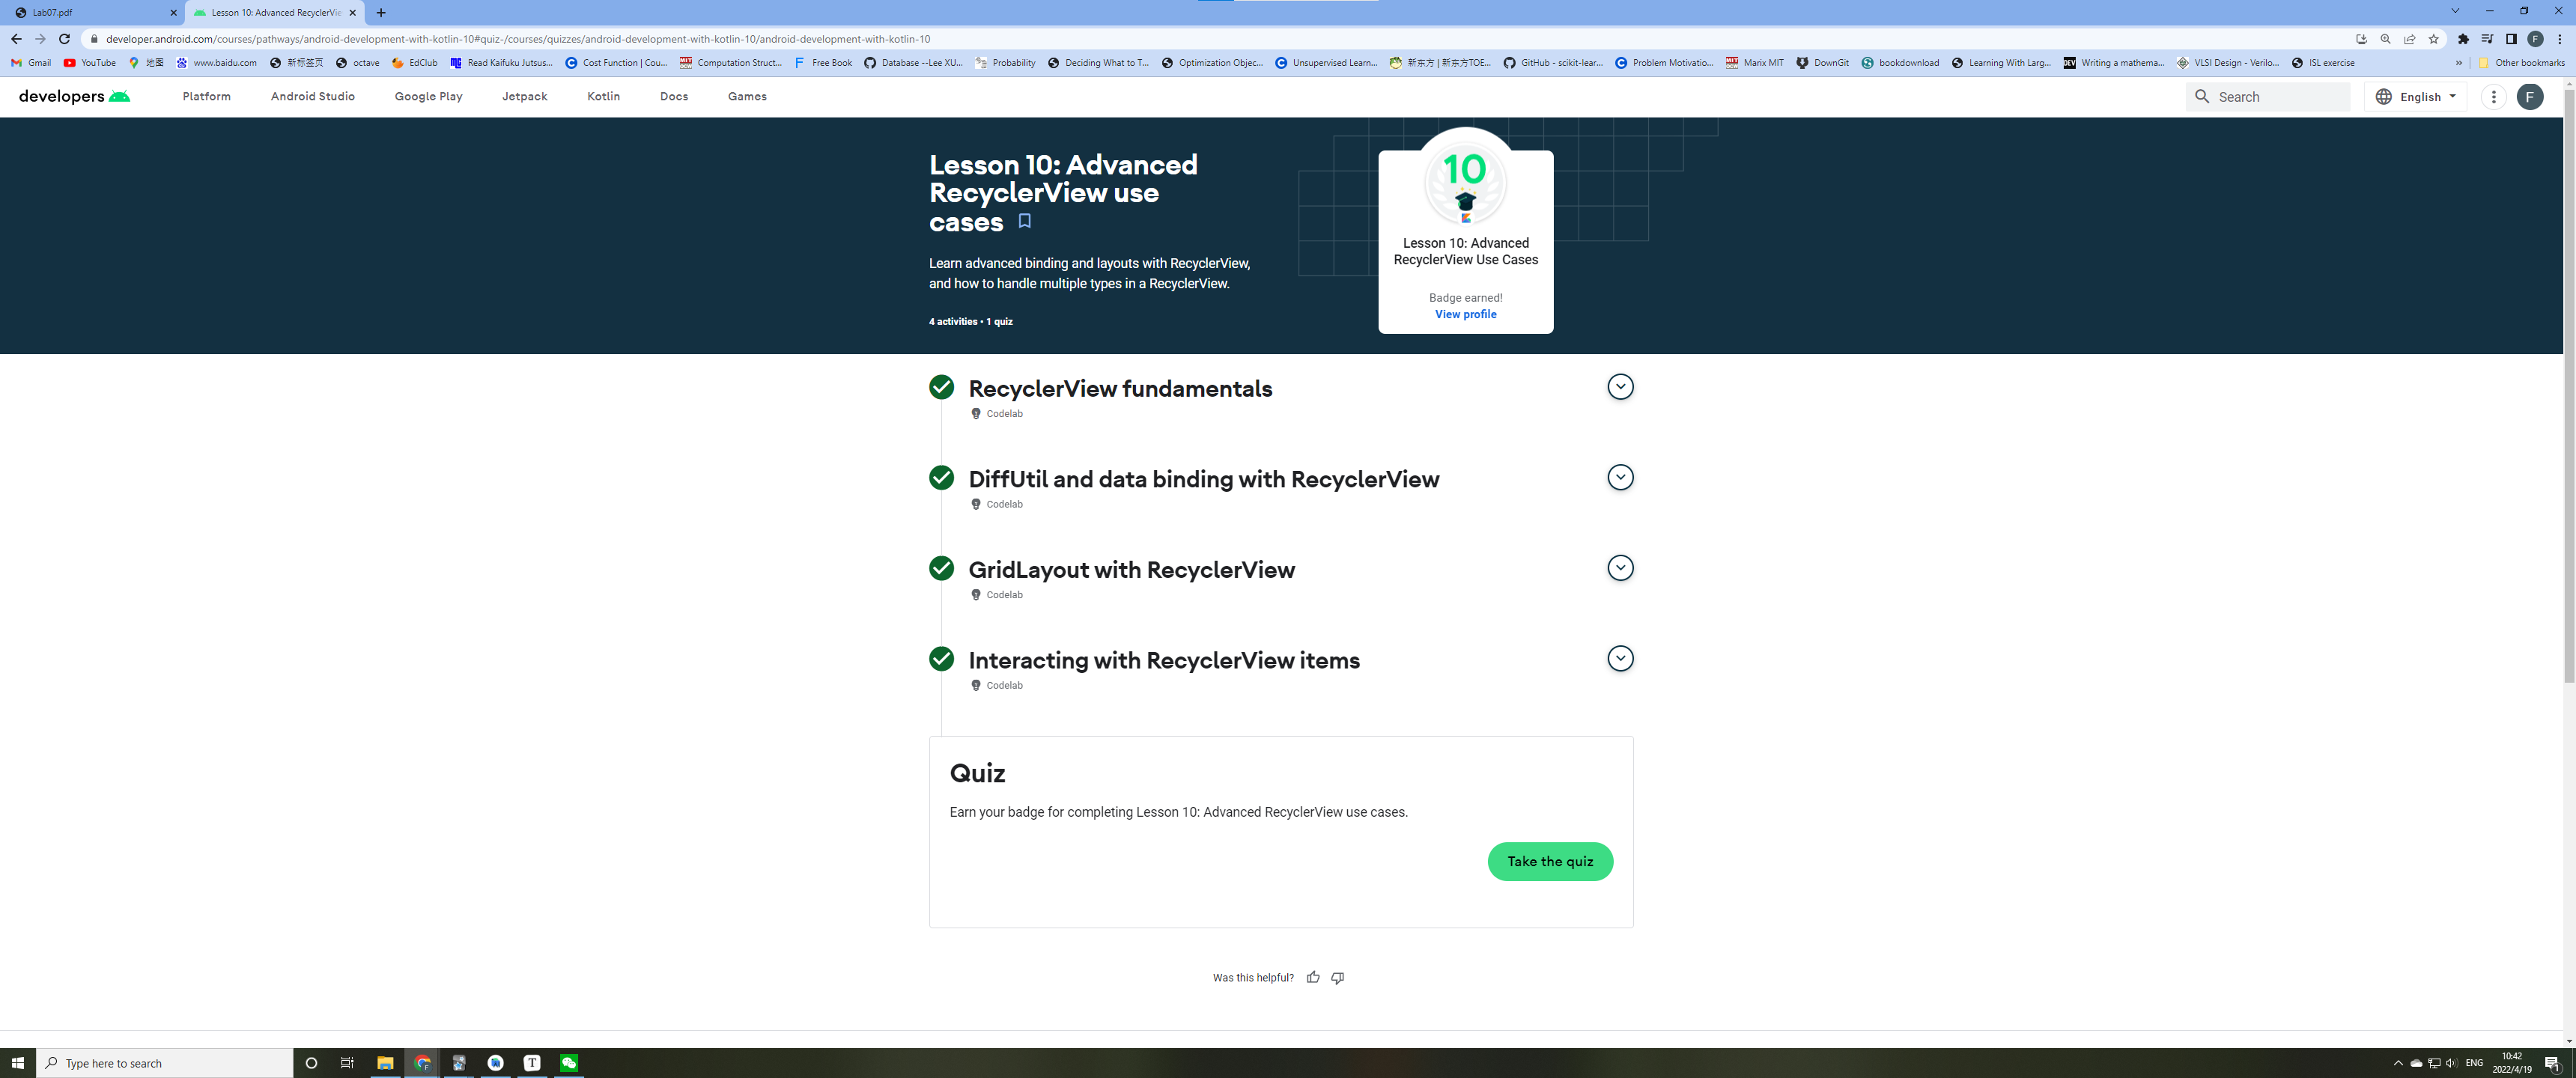 Lab07.pdf
Lesson 10: Advanced RecyclerVie
developer.android.com/courses/pathways/android-development-with-kotlin-10#quiz-/courses/quizzes/android-development-with-kotlin-10/android-development-with-kotlin-10
F
Gmail YouTube 地图 www.baidu.com 新标签页 octave EdClub Read Kaifuku Jutsus... Cost Function | Cou... Computation Struct... Free Book Database --Lee XU... Probability Deciding What to T... Optimization Objec... Unsupervised Learn... 新东方 | 新东方TOE... GitHub - scikit-lear... Problem Motivatio... Marix MIT DownGit bookdownload Learning With Larg... Writing a mathema... VLSI Design - Verilo... ISL exercise » Other bookmarks
developers Platform Android Studio Google Play Jetpack Kotlin Docs Games Search English F
Lesson 10: Advanced
RecyclerView use
cases
Learn advanced binding and layouts with RecyclerView,
and how to handle multiple types in a RecyclerView.
4 activities • 1 quiz
10
Lesson 10: Advanced
RecyclerView Use Cases
Badge earned!
View profile
RecyclerView fundamentals
Codelab
DiffUtil and data binding with RecyclerView
Codelab
GridLayout with RecyclerView
Codelab
Interacting with RecyclerView items
Codelab
Quiz
Earn your badge for completing Lesson 10: Advanced RecyclerView use cases.
Take the quiz
Was this helpful?
Type here to search
T
ENG
10:42
2022/4/19
1